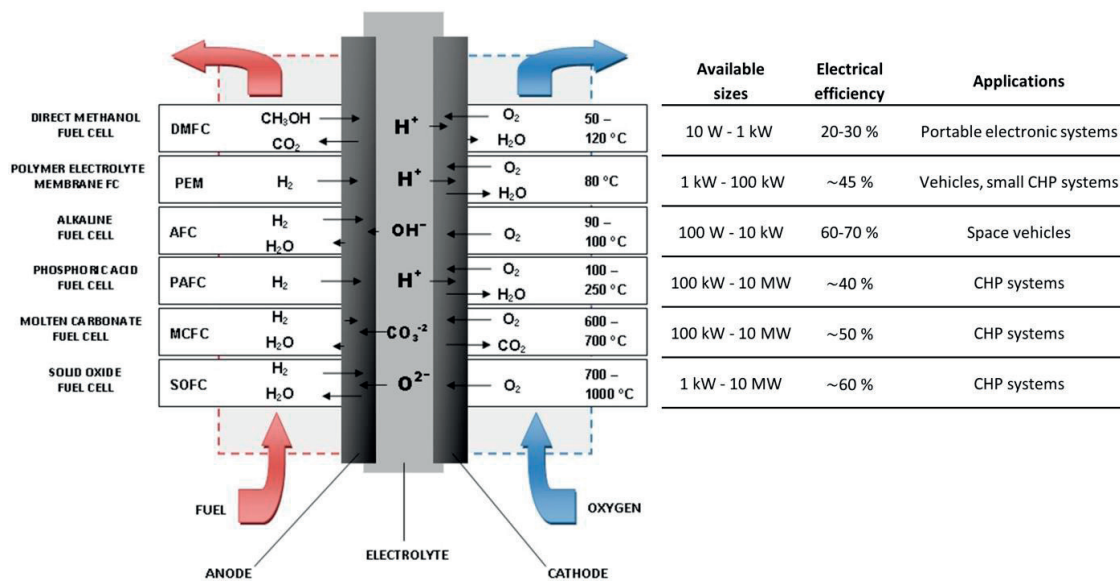 Available sizes
Electrical efficiency
Applications
DIRECT METHANOL
FUEL CELL
DMFC
CH₃OH
CO₂
H⁺
O₂
H₂O
50 –
120 °C
10 W - 1 kW
20-30 %
Portable electronic systems
POLYMER ELECTROLYTE
MEMBRANE FC
PEM
H₂
H⁺
O₂
H₂O
80 °C
1 kW - 100 kW
~45 %
Vehicles, small CHP systems
ALKALINE
FUEL CELL
AFC
H₂
H₂O
OH⁻
O₂
90 –
100 °C
100 W - 10 kW
60-70 %
Space vehicles
PHOSPHORIC ACID
FUEL CELL
PAFC
H₂
H⁺
O₂
H₂O
100 –
250 °C
100 kW - 10 MW
~40 %
CHP systems
MOLTEN CARBONATE
FUEL CELL
MCFC
H₂
H₂O
CO₃⁻²
O₂
CO₂
600 –
700 °C
100 kW - 10 MW
~50 %
CHP systems
SOLID OXIDE
FUEL CELL
SOFC
H₂
H₂O
O²⁻
O₂
700 –
1000 °C
1 kW - 10 MW
~60 %
CHP systems
FUEL
OXYGEN
ELECTROLYTE
ANODE
CATHODE